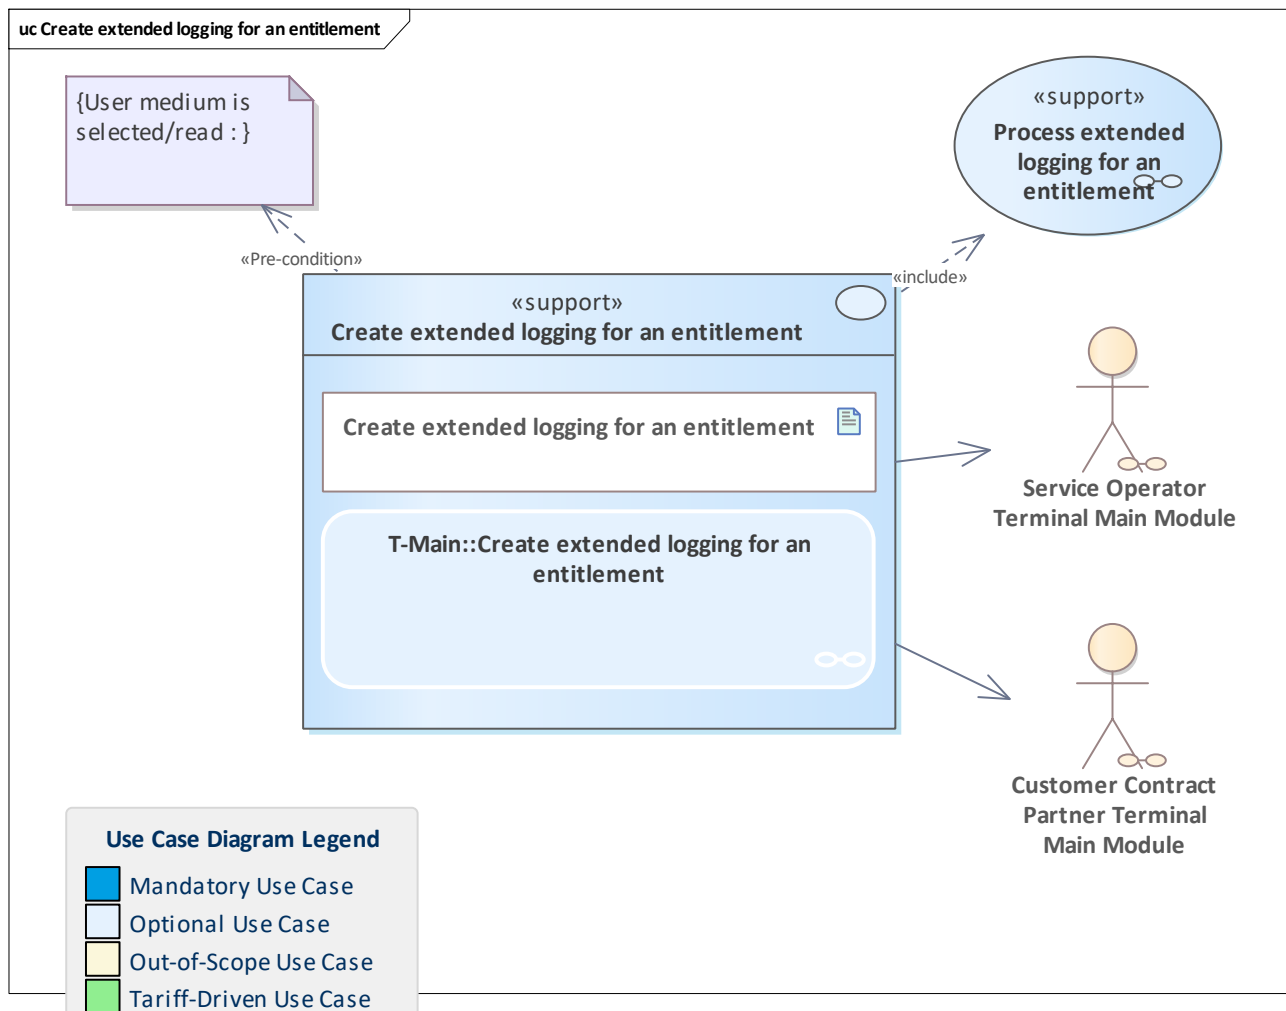 uc Create extended logging for an entitlement
{User medium is
selected/read : }
«support»
Process extended
logging for an
entitlement
«Pre-condition»
«include»
«support»
Create extended logging for an entitlement
Create extended logging for an entitlement
T-Main::Create extended logging for an
entitlement
Service Operator
Terminal Main Module
Customer Contract
Partner Terminal
Main Module
Use Case Diagram Legend
Mandatory Use Case
Optional Use Case
Out-of-Scope Use Case
Tariff-Driven Use Case